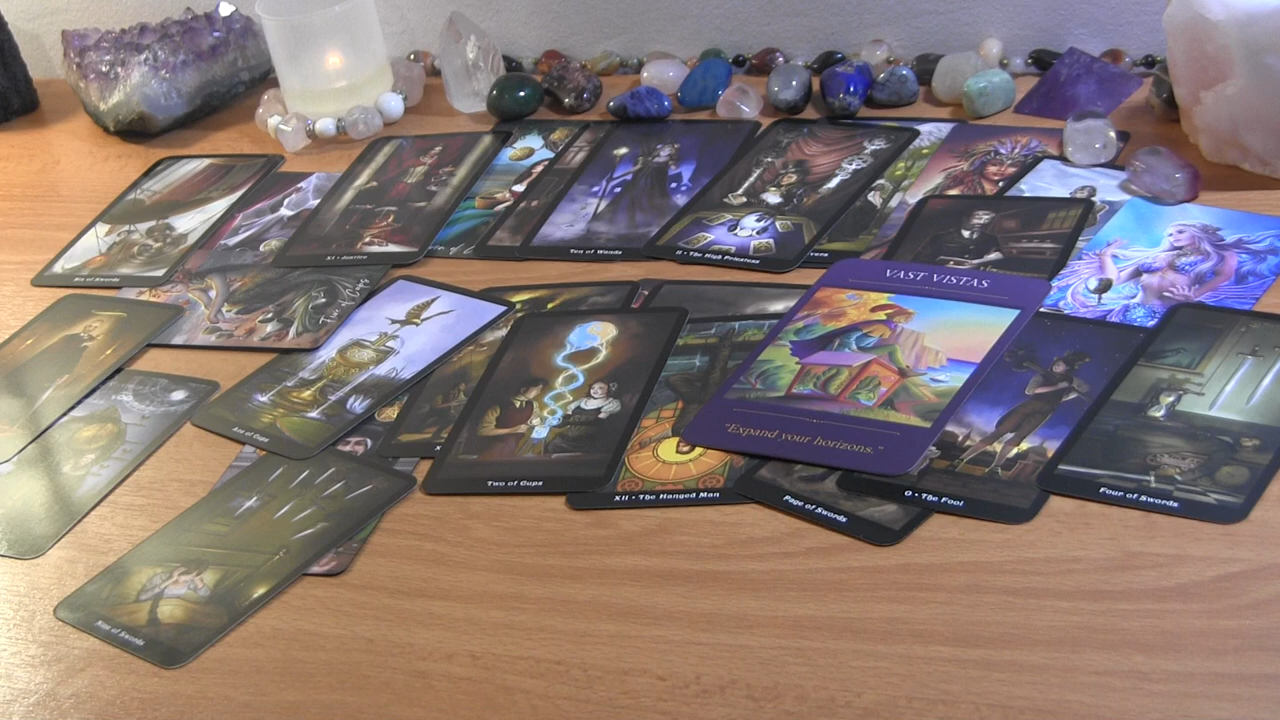 Six of Swords
XI • Justice
Ten of Wands
II • The High Priestess
VAST VISTAS
"Expand your horizons."
Ace of Cups
Two of Cups
XII • The Hanged Man
Page of Swords
0 • The Fool
Four of Swords
Nine of Swords